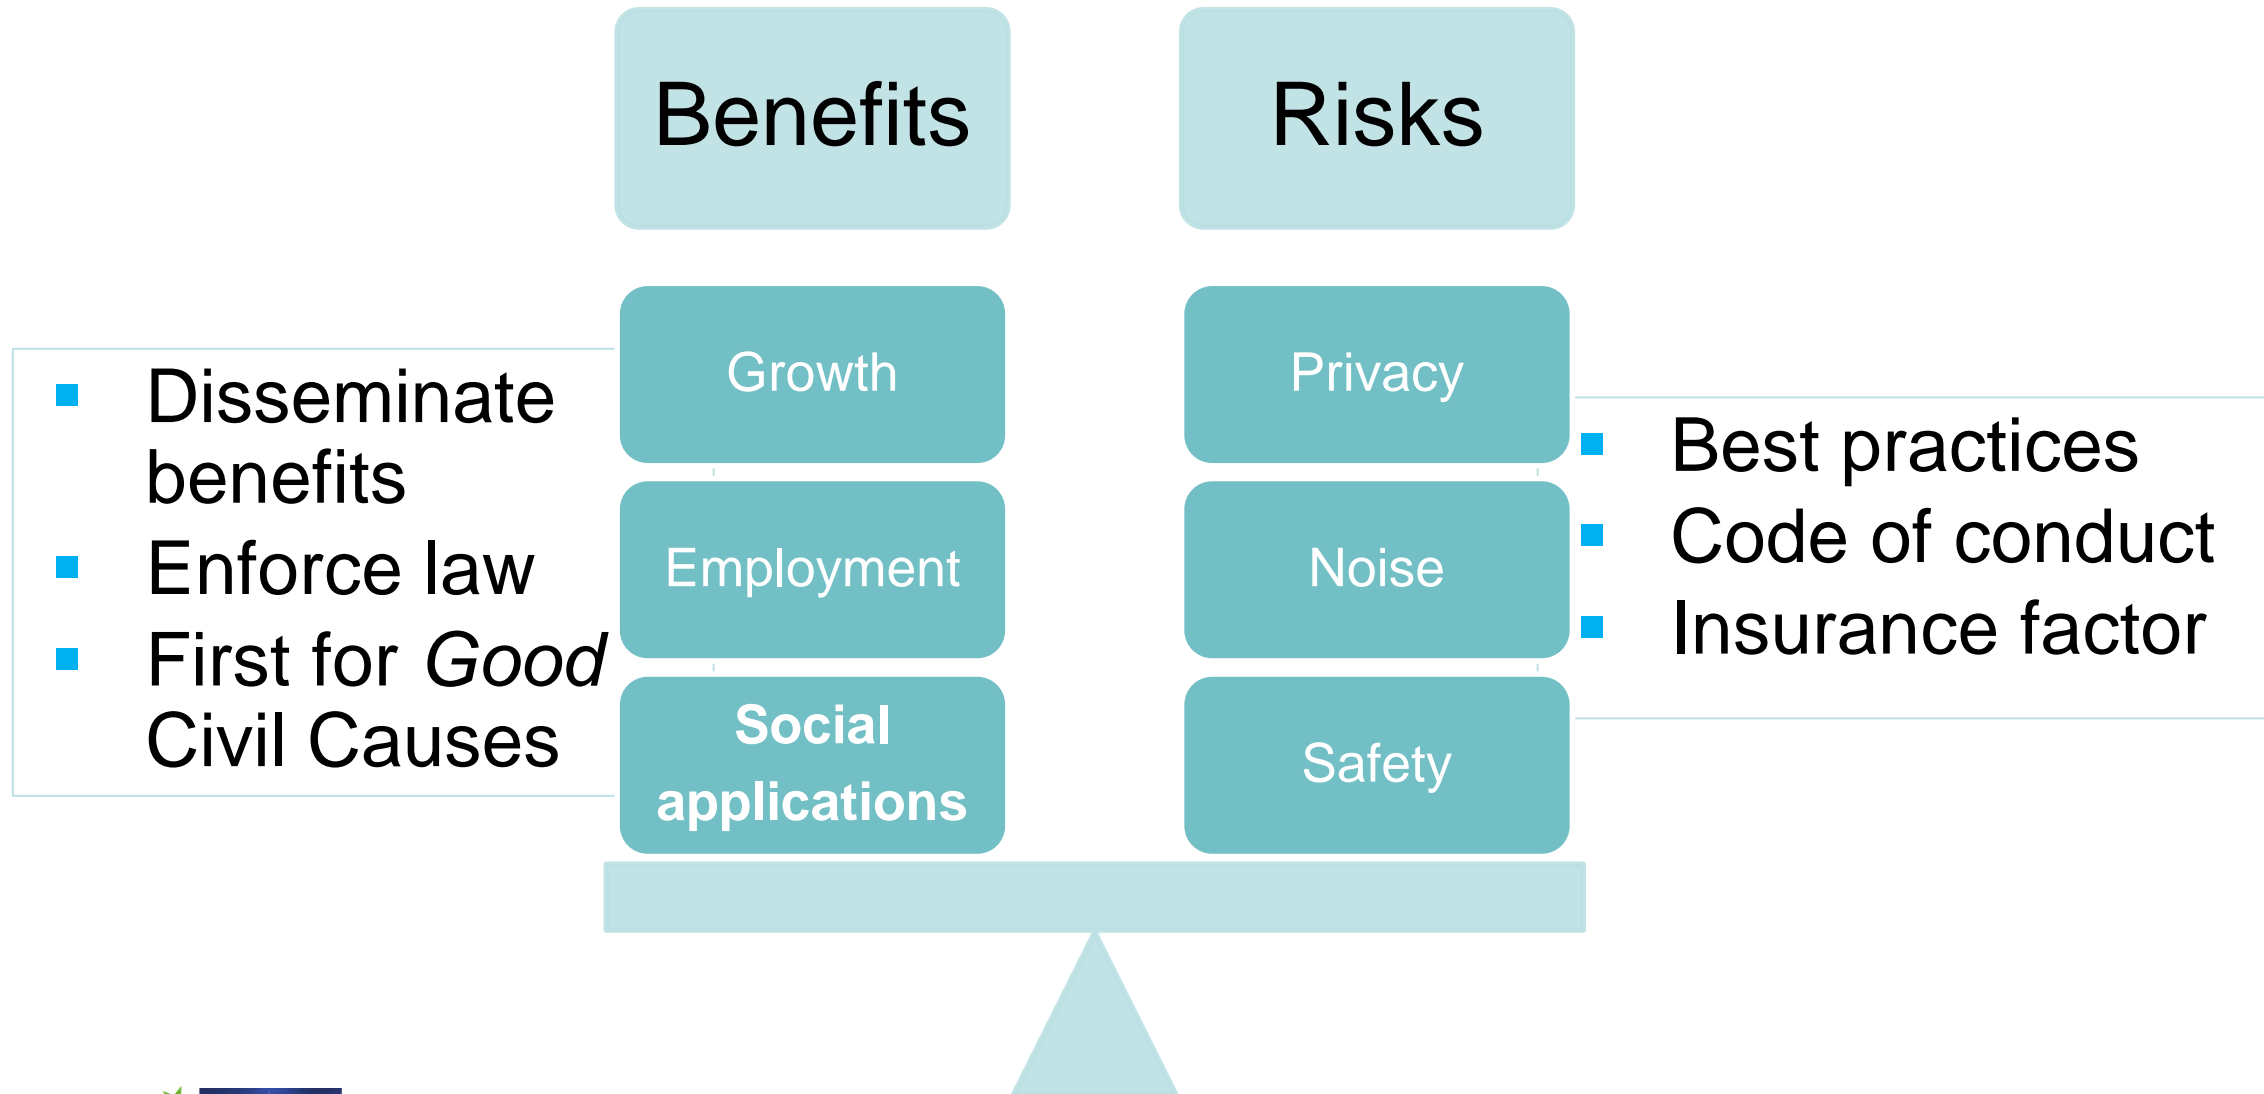 Benefits
Risks
Disseminate
benefits
Enforce law
First for Good
Civil Causes
Growth
Employment
Social
applications
Privacy
Noise
Safety
Best practices
Code of conduct
Insurance factor